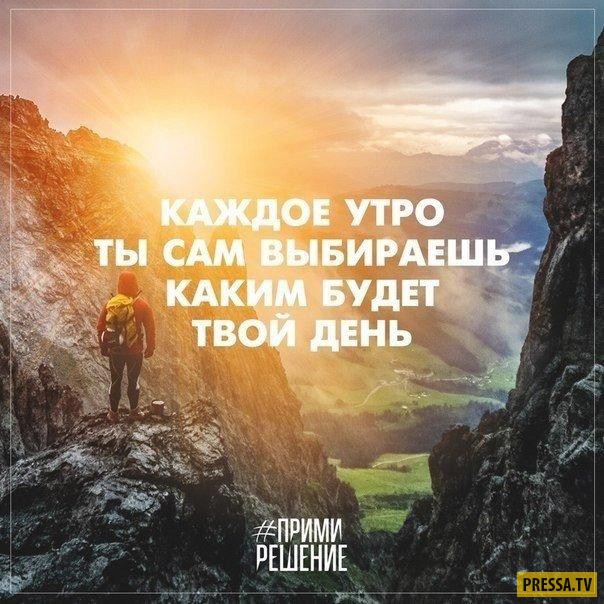 КАЖДОЕ УТРО
ТЫ САМ ВЫБИРАЕШЬ
КАКИМ БУДЕТ
ТВОЙ ДЕНЬ
#ПРИМИ
РЕШЕНИЕ
PRESSA.TV